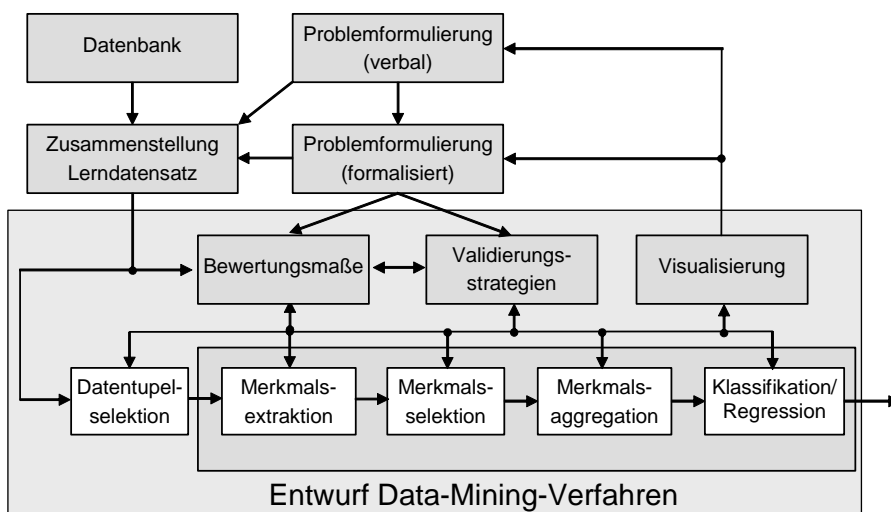 Datenbank
Problemformulierung
(verbal)
Zusammenstellung
Lerndatensatz
Problemformulierung
(formalisiert)
Bewertungsmaße
Validierungs-
strategien
Visualisierung
Datentupel-
selektion
Merkmals-
extraktion
Merkmals-
selektion
Merkmals-
aggregation
Klassifikation/
Regression
Entwurf Data-Mining-Verfahren